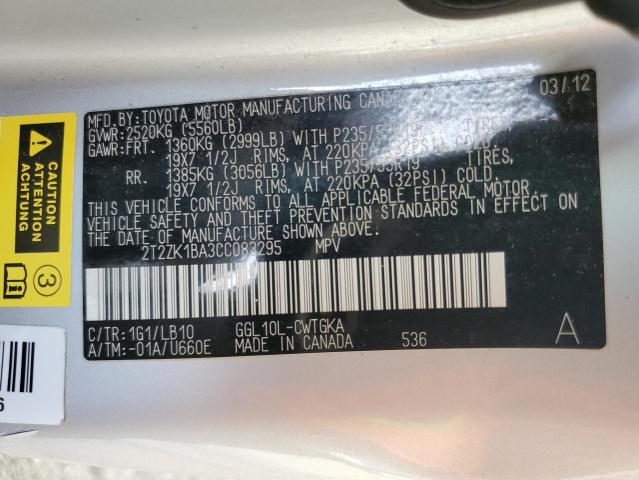 MFD. BY: TOYOTA MOTOR MANUFACTURING CANADA 03/12
GVWR: 2520KG (5560LB)
GAWR: FRT. 1360KG (2999LB) WITH P235/55R19 TIRES,
19X7 1/2J RIMS, AT 220KPA (32PSI) COLD.
RR. 1385KG (3056LB) WITH P235/55R19 TIRES,
19X7 1/2J RIMS, AT 220KPA (32PSI) COLD.
THIS VEHICLE CONFORMS TO ALL APPLICABLE FEDERAL MOTOR
VEHICLE SAFETY AND THEFT PREVENTION STANDARDS IN EFFECT ON
THE DATE OF MANUFACTURE SHOWN ABOVE.
2T2ZK1BA3CC083295 MPV
C/TR: 1G1/LB10 GGL10L-CWTGKA
A/TM: -01A/U660E MADE IN CANADA 536 A
CAUTION
ATTENTION
ACHTUNG
3
6